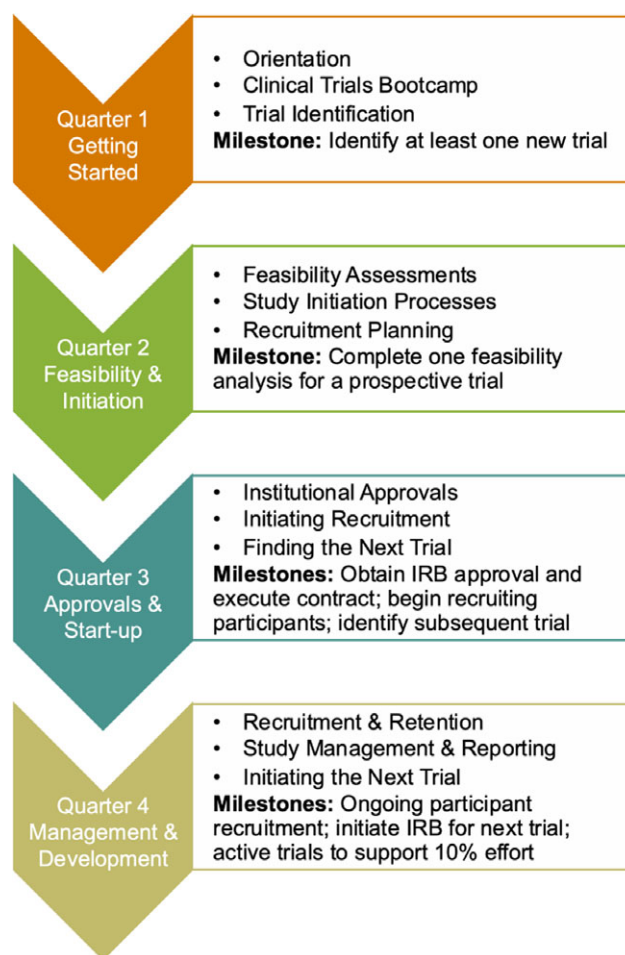 Quarter 1
Getting
Started
• Orientation
• Clinical Trials Bootcamp
• Trial Identification
Milestone: Identify at least one new trial
Quarter 2
Feasibility &
Initiation
• Feasibility Assessments
• Study Initiation Processes
• Recruitment Planning
Milestone: Complete one feasibility
analysis for a prospective trial
Quarter 3
Approvals &
Start-up
• Institutional Approvals
• Initiating Recruitment
• Finding the Next Trial
Milestones: Obtain IRB approval and
execute contract; begin recruiting
participants; identify subsequent trial
Quarter 4
Management &
Development
• Recruitment & Retention
• Study Management & Reporting
• Initiating the Next Trial
Milestones: Ongoing participant
recruitment; initiate IRB for next trial;
active trials to support 10% effort